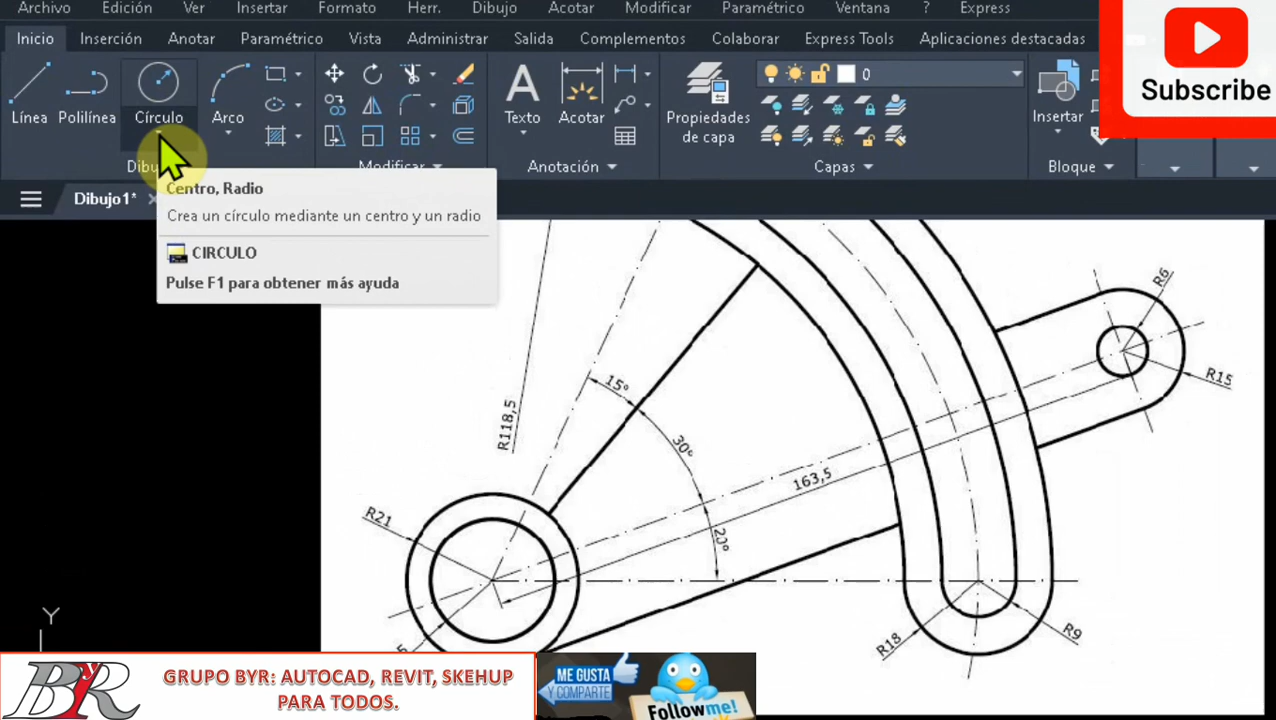 Archivo Edición Ver Insertar Formato Herr. Dibujo Acotar Modificar Paramétrico Ventana ? Express
Inicio Inserción Anotar Paramétrico Vista Administrar Salida Complementos Colaborar Express Tools Aplicaciones destacadas
Subscribe
0
Línea Polilínea Círculo Arco
Texto Acotar
Propiedades de capa
Insertar
Modificar
Anotación
Capas
Bloque
Dibujo1*
Centro, Radio
Crea un círculo mediante un centro y un radio
CIRCULO
Pulse F1 para obtener más ayuda
R6
R15
15°
R118,5
30°
163,5
R21
20°
R18
R9
Y
ByR
GRUPO BYR: AUTOCAD, REVIT, SKEHUP
PARA TODOS.
ME GUSTA
Y COMPARTE
Followme!